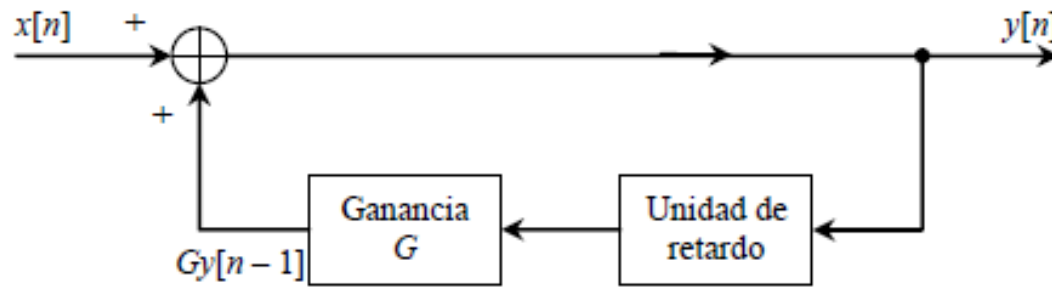 x[n]
+
y[n]
+
Ganancia
G
Unidad de
retardo
Gy[n – 1]